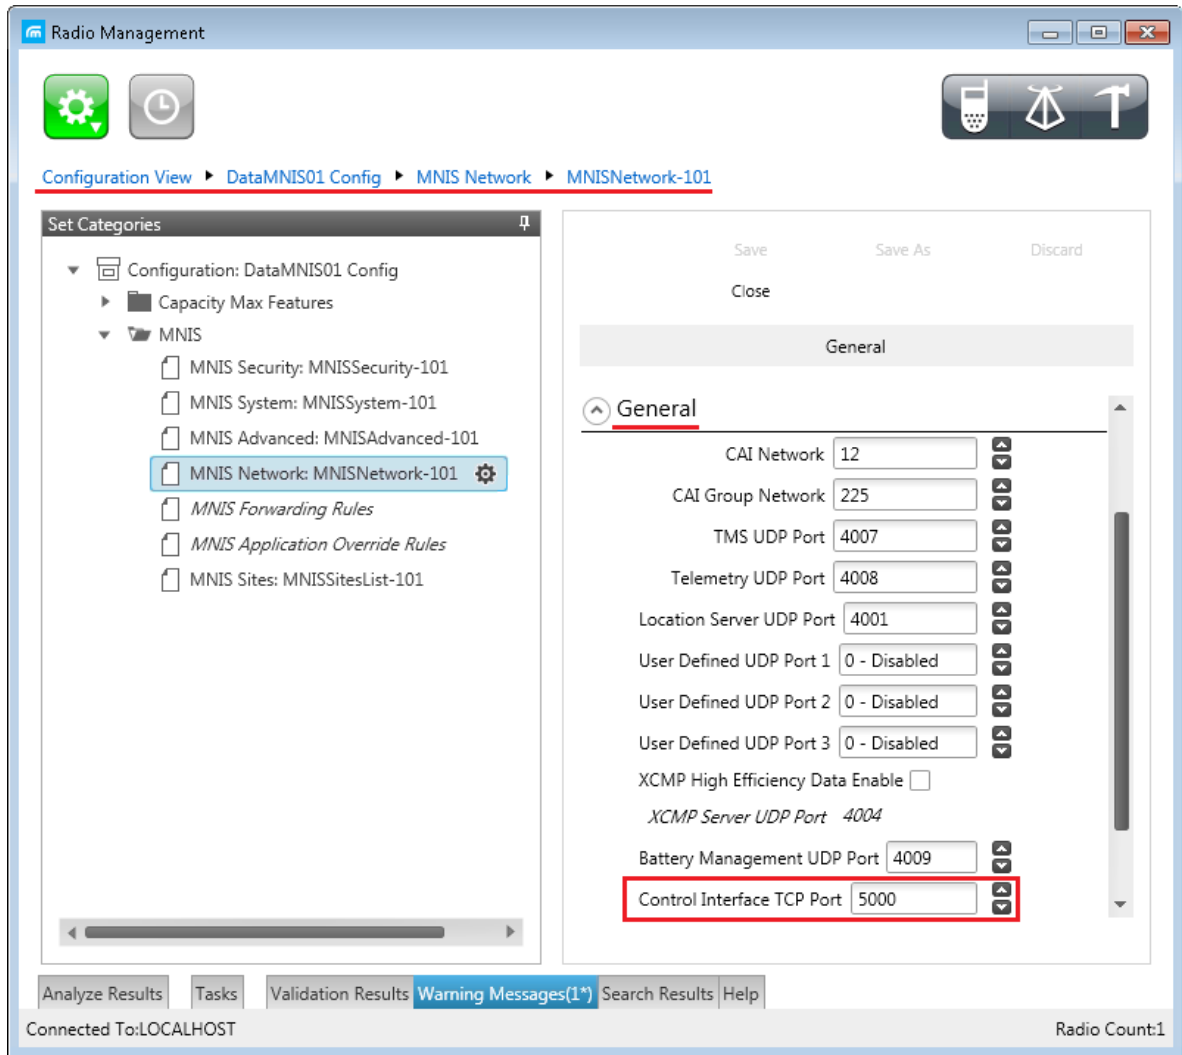 Radio Management
Configuration View DataMNIS01 Config MNIS Network MNISNetwork-101
Set Categories
Configuration: DataMNIS01 Config
Capacity Max Features
MNIS
MNIS Security: MNISSecurity-101
MNIS System: MNISSystem-101
MNIS Advanced: MNISAdvanced-101
MNIS Network: MNISNetwork-101
MNIS Forwarding Rules
MNIS Application Override Rules
MNIS Sites: MNISSitesList-101
Save Save As Discard
Close
General
General
CAI Network 12
CAI Group Network 225
TMS UDP Port 4007
Telemetry UDP Port 4008
Location Server UDP Port 4001
User Defined UDP Port 1 0 - Disabled
User Defined UDP Port 2 0 - Disabled
User Defined UDP Port 3 0 - Disabled
XCMP High Efficiency Data Enable
XCMP Server UDP Port 4004
Battery Management UDP Port 4009
Control Interface TCP Port 5000
Analyze Results Tasks Validation Results Warning Messages(1*) Search Results Help
Connected To:LOCALHOST Radio Count:1